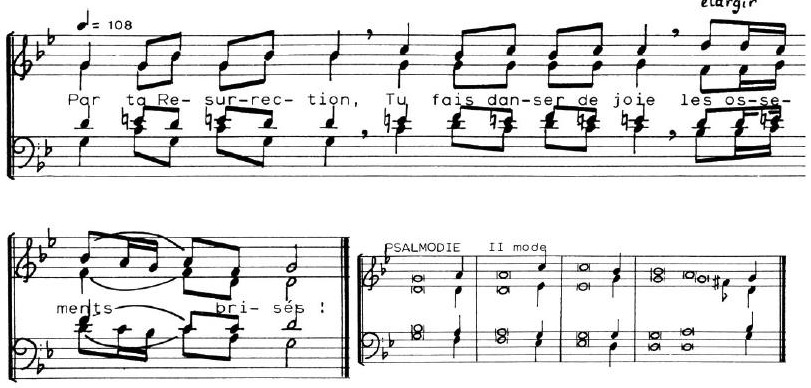 élargir
♩= 108
Par ta Re- sur-rec- tion, Tu fais dan-ser de joie les os-se-
PSALMODIE II mode
ments bri- sés !